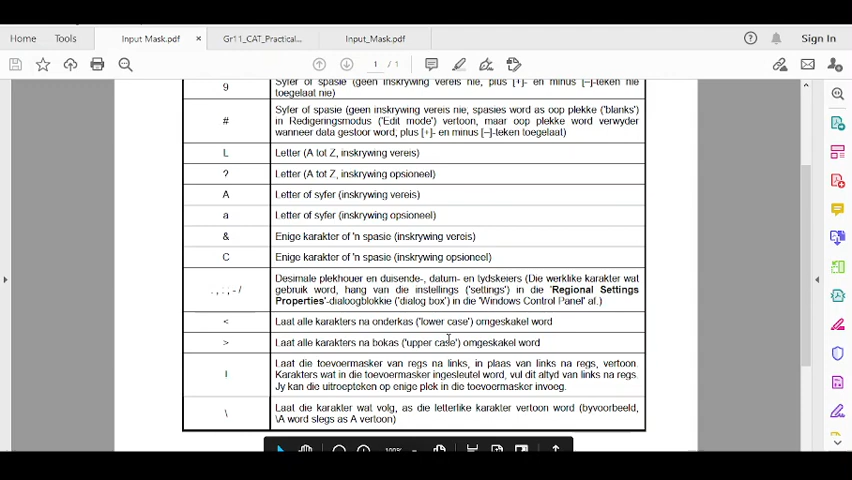 Home Tools Input Mask.pdf × Gr11_CAT_Practical... Input_Mask.pdf Sign In
1 / 1
9 Syfer of spasie (geen inskrywing vereis nie, plus [+]- en minus [–]-teken nie
toegelaat nie)
# Syfer of spasie (geen inskrywing vereis nie, spasies word as oop plekke ('blanks')
in Redigeringsmodus ('Edit mode') vertoon, maar oop plekke word verwyder
wanneer data gestoor word, plus [+]- en minus [–]-teken toegelaat)
L Letter (A tot Z, inskrywing vereis)
? Letter (A tot Z, inskrywing opsioneel)
A Letter of syfer (inskrywing vereis)
a Letter of syfer (inskrywing opsioneel)
& Enige karakter of 'n spasie (inskrywing vereis)
C Enige karakter of 'n spasie (inskrywing opsioneel)
. , : , - / Desimale plekhouer en duisende-, datum- en tydskeiers (Die werklike karakter wat
gebruik word, hang van die instellings ('settings') in die 'Regional Settings
Properties'-dialoogblokkie ('dialog box') in die 'Windows Control Panel' af.)
< Laat alle karakters na onderkas ('lower case') omgeskakel word
> Laat alle karakters na bokas ('upper case') omgeskakel word
! Laat die toevoermasker van regs na links, in plaas van links na regs, vertoon.
Karakters wat in die toevoermasker ingesleutel word, vul dit altyd van links na regs.
Jy kan die uitroepteken op enige plek in die toevoermasker invoeg.
\ Laat die karakter wat volg, as die letterlike karakter vertoon word (byvoorbeeld,
\A word slegs as A vertoon)
100%